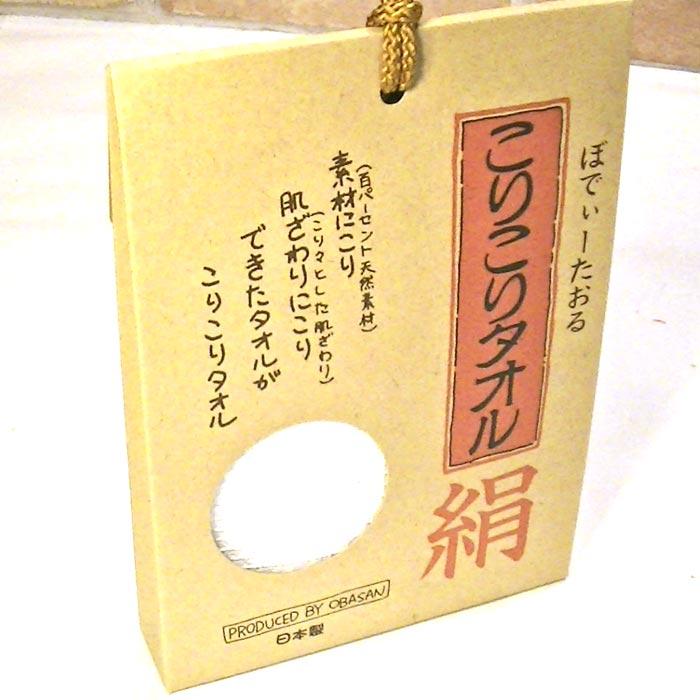 ぼでぃーたおる
こりこりタオル
絹
(百パーセント天然素材)
素材にこり
(こり々とした肌ざわり)
肌ざわりにこり
できたタオルが
こりこりタオル
PRODUCED BY OBASAN
日本製